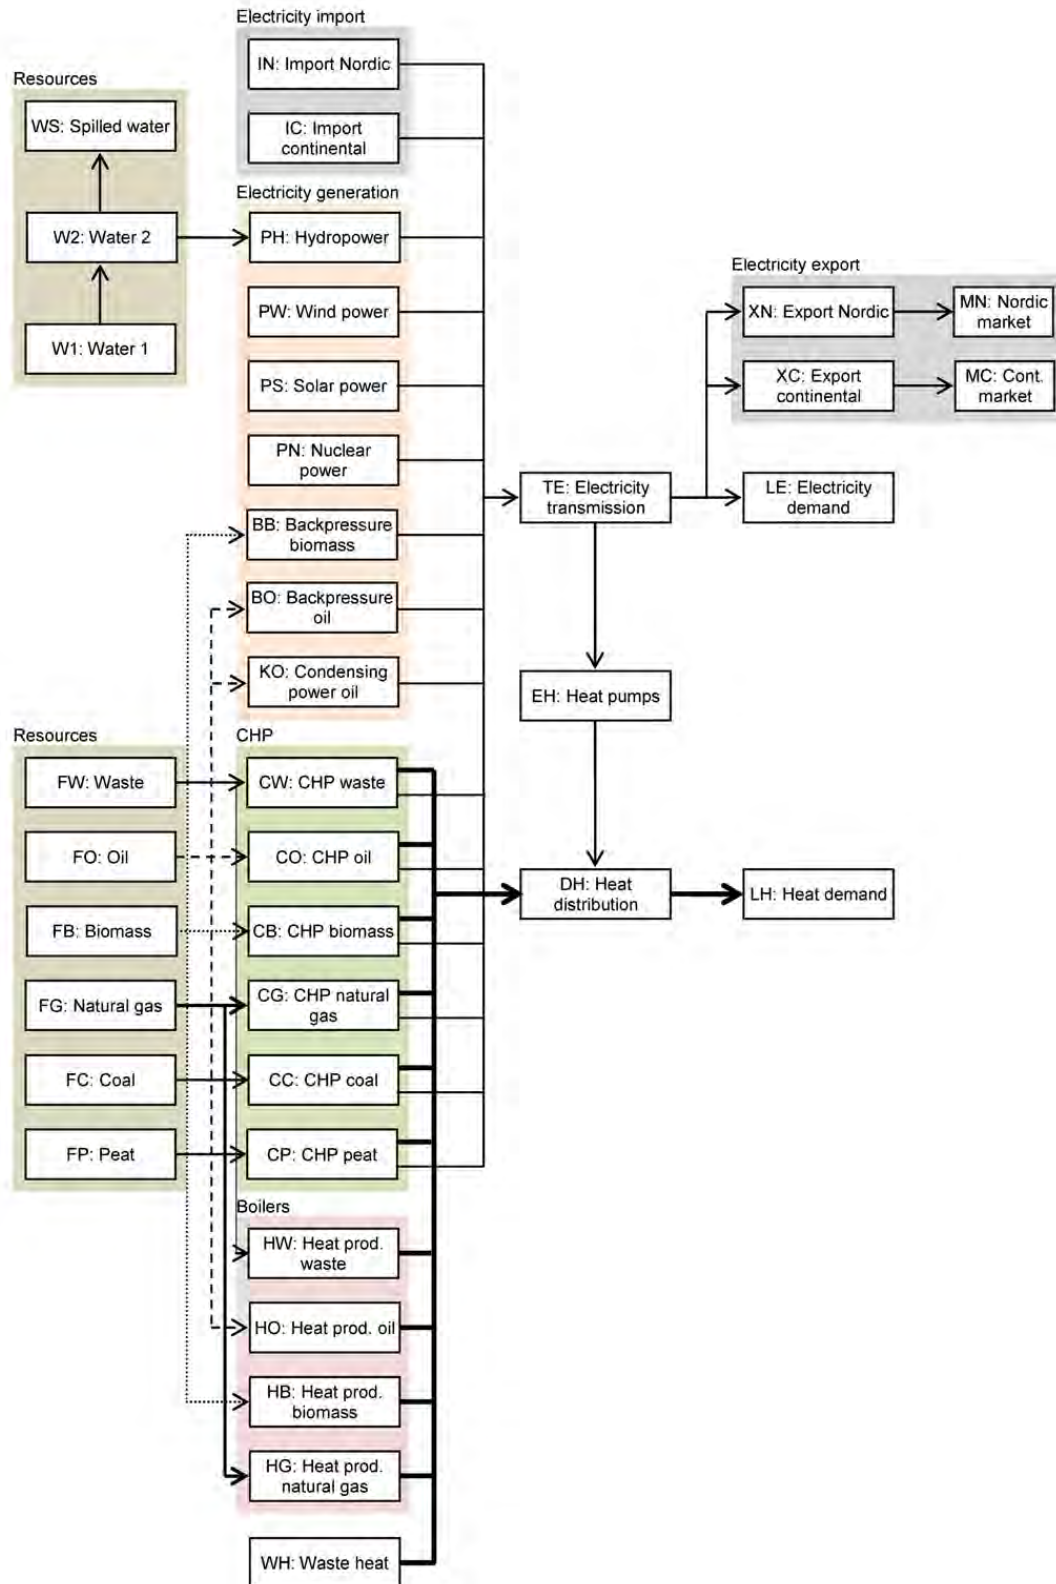 Electricity import
IN: Import Nordic
IC: Import
continental
Resources
WS: Spilled water
W2: Water 2
W1: Water 1
Electricity generation
PH: Hydropower
PW: Wind power
PS: Solar power
PN: Nuclear
power
BB: Backpressure
biomass
BO: Backpressure
oil
KO: Condensing
power oil
Electricity export
XN: Export Nordic
MN: Nordic
market
XC: Export
continental
MC: Cont.
market
TE: Electricity
transmission
LE: Electricity
demand
EH: Heat pumps
Resources
FW: Waste
FO: Oil
FB: Biomass
FG: Natural gas
FC: Coal
FP: Peat
CHP
CW: CHP waste
CO: CHP oil
CB: CHP biomass
CG: CHP natural
gas
CC: CHP coal
CP: CHP peat
DH: Heat
distribution
LH: Heat demand
Boilers
HW: Heat prod.
waste
HO: Heat prod. oil
HB: Heat prod.
biomass
HG: Heat prod.
natural gas
WH: Waste heat